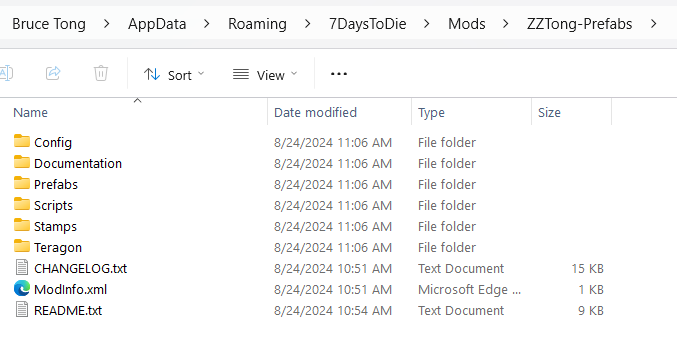 Bruce Tong > AppData > Roaming > 7DaysToDie > Mods > ZZTong-Prefabs >
Sort View ...
Name Date modified Type Size
Config 8/24/2024 11:06 AM File folder
Documentation 8/24/2024 11:06 AM File folder
Prefabs 8/24/2024 11:06 AM File folder
Scripts 8/24/2024 11:06 AM File folder
Stamps 8/24/2024 11:06 AM File folder
Teragon 8/24/2024 11:06 AM File folder
CHANGELOG.txt 8/24/2024 10:51 AM Text Document 15 KB
ModInfo.xml 8/24/2024 10:51 AM Microsoft Edge ... 1 KB
README.txt 8/24/2024 10:54 AM Text Document 9 KB